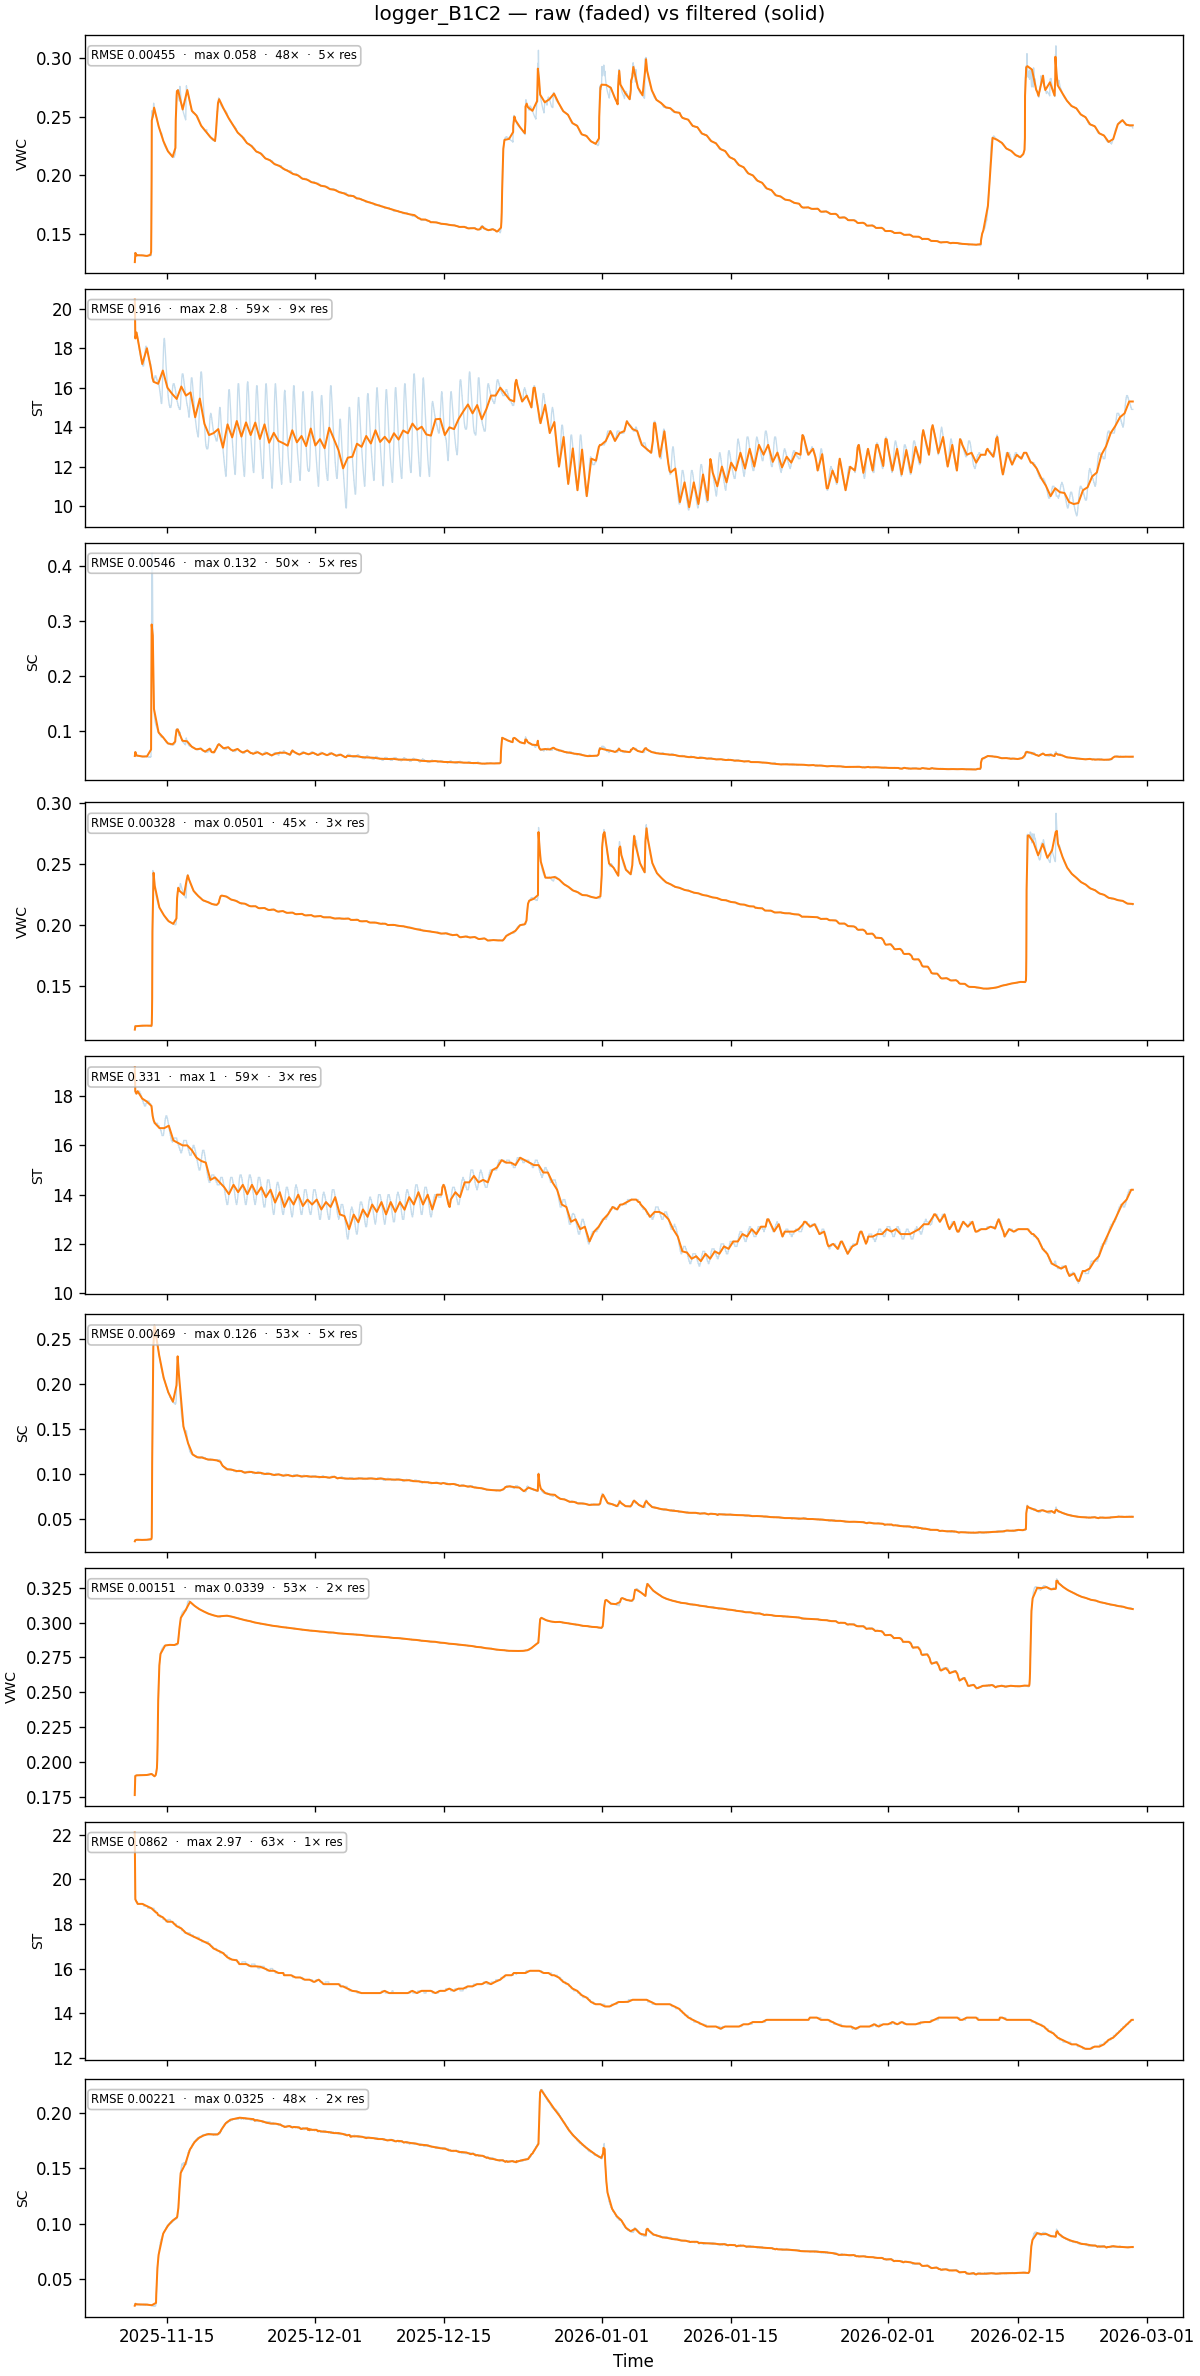 logger_B1C2 — raw (faded) vs filtered (solid)
RMSE 0.00455 · max 0.058 · 48× · 5× res
0.30
0.25
0.20
0.15
VWC
RMSE 0.916 · max 2.8 · 59× · 9× res
20
18
16
14
12
10
ST
RMSE 0.00546 · max 0.132 · 50× · 5× res
0.4
0.3
0.2
0.1
SC
RMSE 0.00328 · max 0.0501 · 45× · 3× res
0.30
0.25
0.20
0.15
VWC
RMSE 0.331 · max 1 · 59× · 3× res
18
16
14
12
10
ST
RMSE 0.00469 · max 0.126 · 53× · 5× res
0.25
0.20
0.15
0.10
0.05
SC
RMSE 0.00151 · max 0.0339 · 53× · 2× res
0.325
0.300
0.275
0.250
0.225
0.200
0.175
VWC
RMSE 0.0862 · max 2.97 · 63× · 1× res
22
20
18
16
14
12
ST
RMSE 0.00221 · max 0.0325 · 48× · 2× res
0.20
0.15
0.10
0.05
SC
2025-11-15 2025-12-01 2025-12-15 2026-01-01 2026-01-15 2026-02-01 2026-02-15 2026-03-01
Time